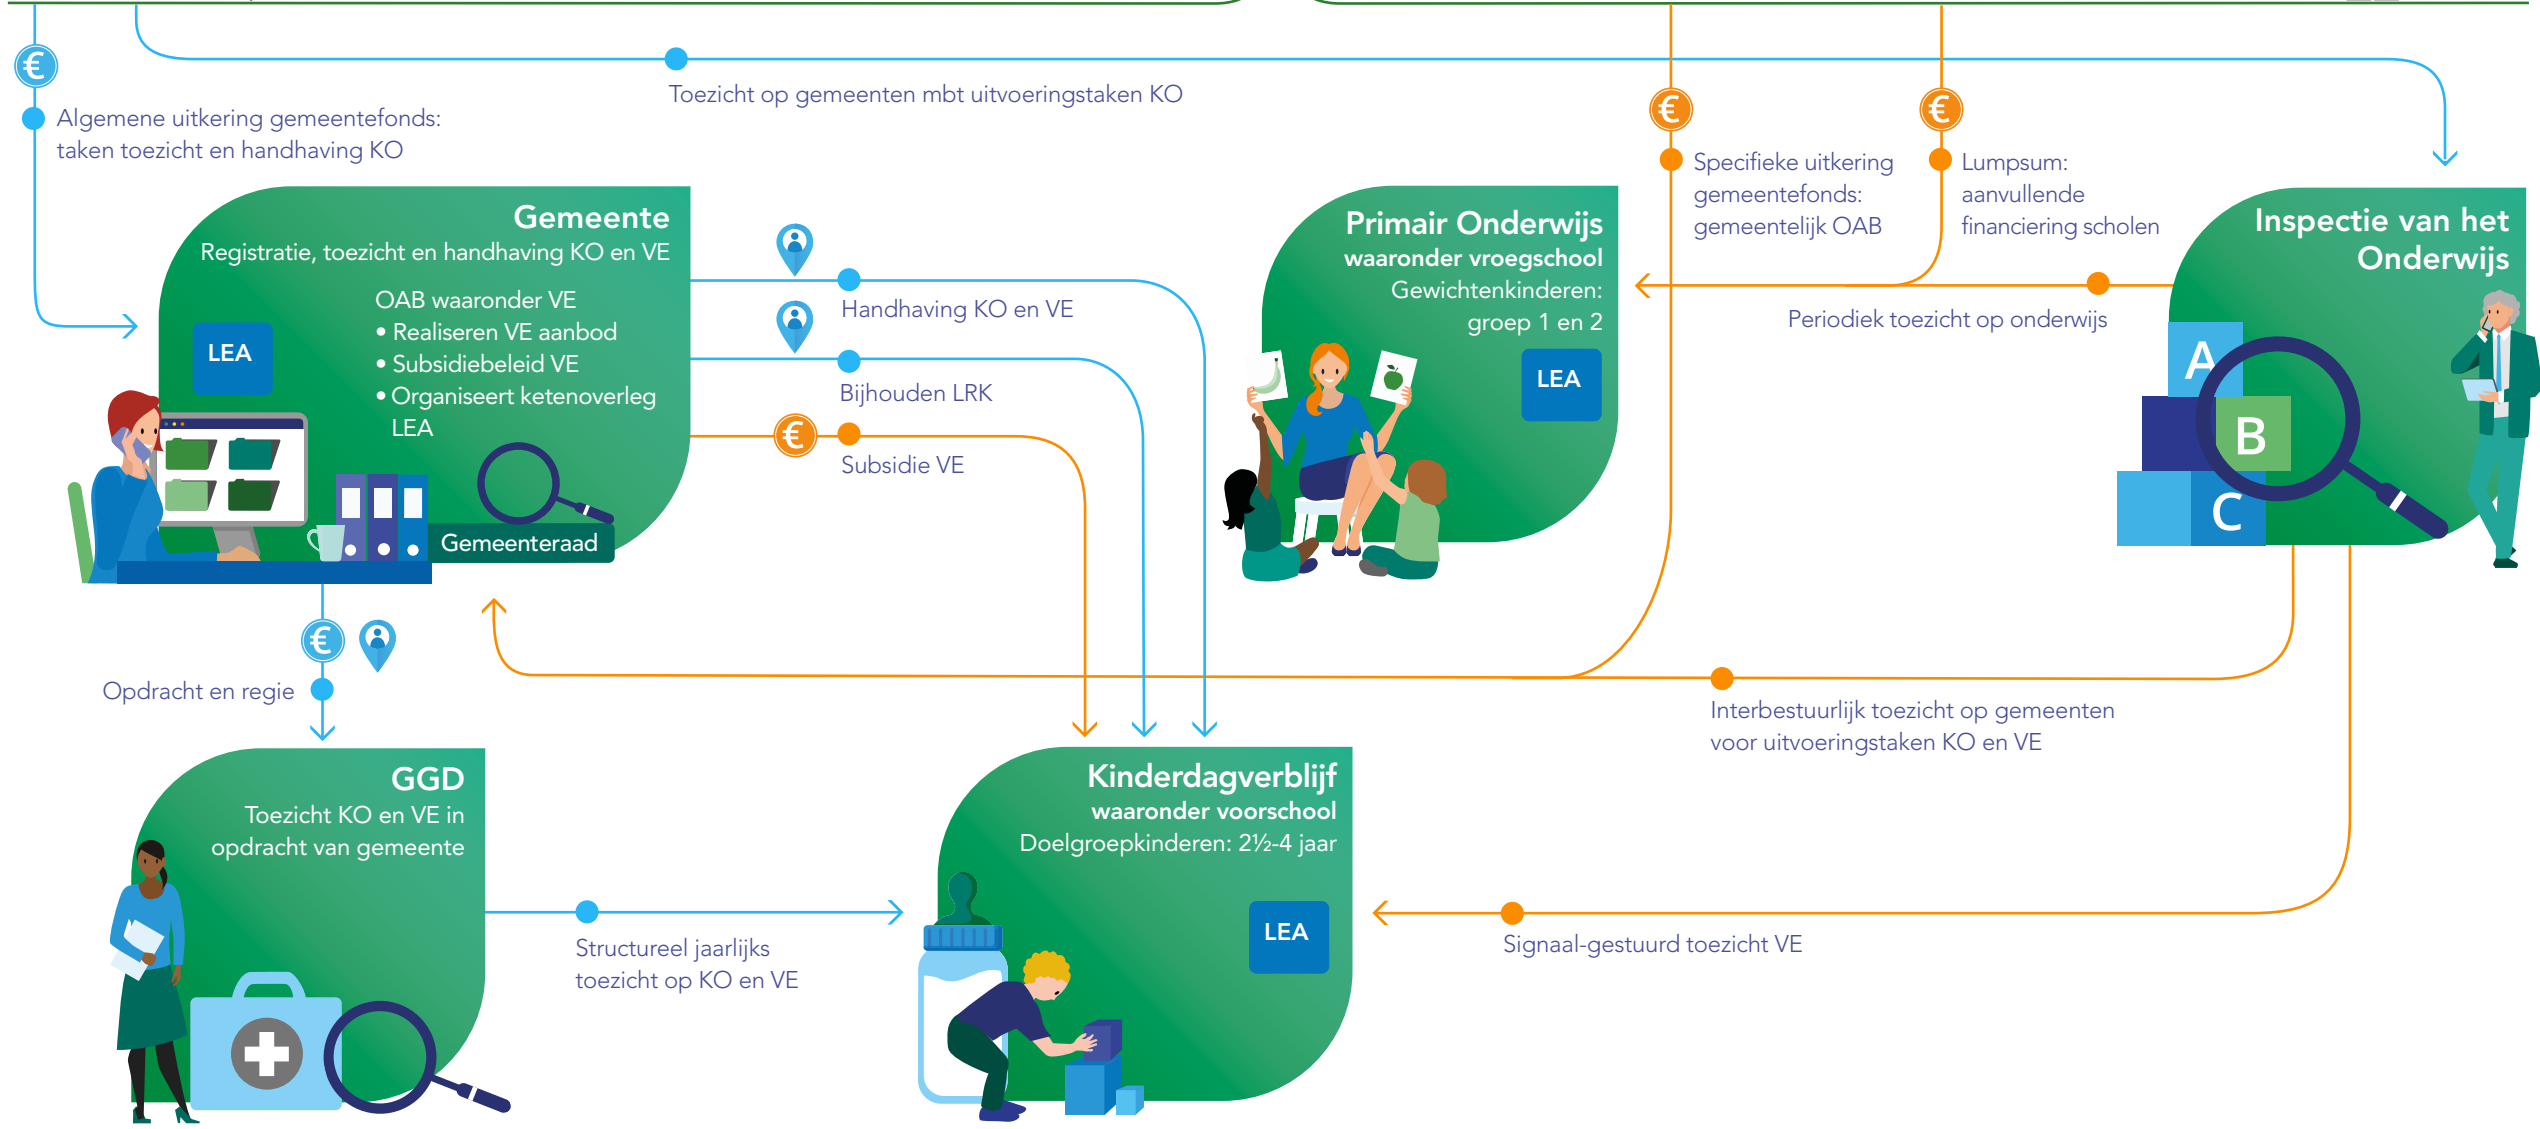 €
€
€
Toezicht op gemeenten mbt uitvoeringstaken KO
Algemene uitkering gemeentefonds:
taken toezicht en handhaving KO
Specifieke uitkering
gemeentefonds:
gemeentelijk OAB
Lumpsum:
aanvullende
financiering scholen
Gemeente
Registratie, toezicht en handhaving KO en VE
OAB waaronder VE
• Realiseren VE aanbod
• Subsidiebeleid VE
• Organiseert ketenoverleg
LEA
LEA
Gemeenteraad
Handhaving KO en VE
Bijhouden LRK
€
Subsidie VE
Primair Onderwijs
waaronder vroegschool
Gewichtenkinderen:
groep 1 en 2
LEA
Periodiek toezicht op onderwijs
Inspectie van het
Onderwijs
A
B
C
€
Opdracht en regie
Interbestuurlijk toezicht op gemeenten
voor uitvoeringstaken KO en VE
GGD
Toezicht KO en VE in
opdracht van gemeente
Structureel jaarlijks
toezicht op KO en VE
Kinderdagverblijf
waaronder voorschool
Doelgroepkinderen: 2½-4 jaar
LEA
Signaal-gestuurd toezicht VE